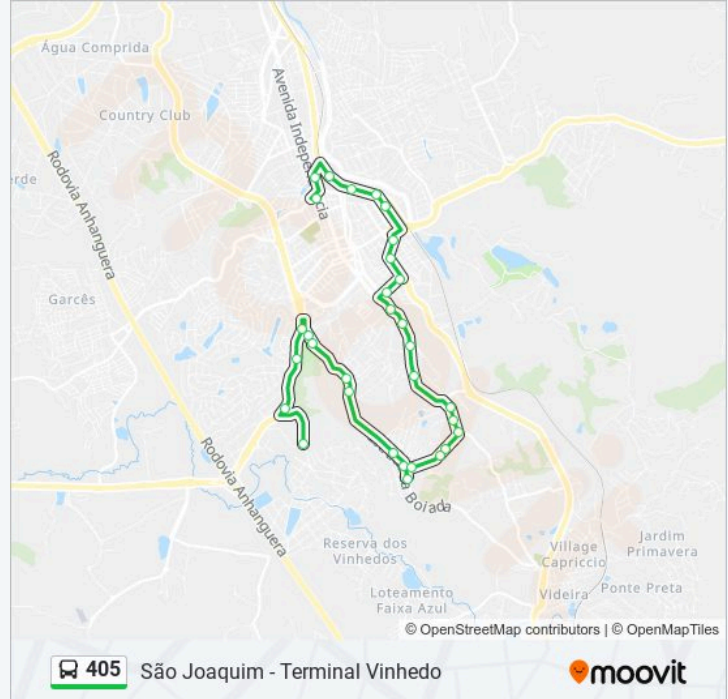 Água Comprida
Avenida Independência
Country Club
erde
Rodovia Anhanguera
Garcês
Rodovia Anhanguera
Boiada
Reserva dos
Vinhedos
Village
Capriccio
Jardim
Primavera
Loteamento
Faixa Azul
Videira
Ponte Preta
© OpenStreetMap contributors | © OpenMapTiles
405 São Joaquim - Terminal Vinhedo
moovit